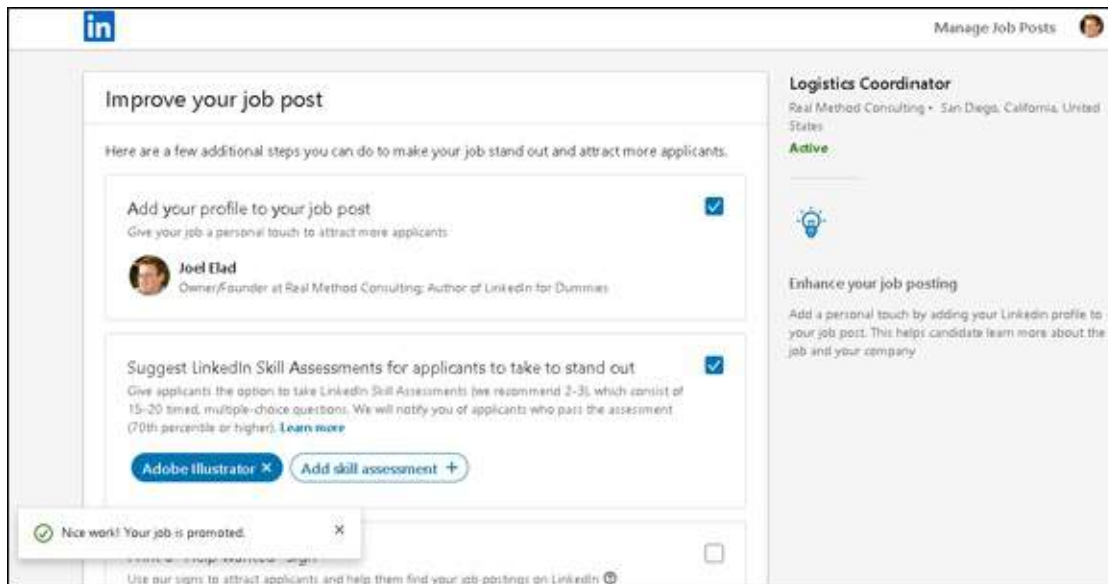 in
Manage Job Posts
Improve your job post
Here are a few additional steps you can do to make your job stand out and attract more applicants.
Add your profile to your job post
Give your job a personal touch to attract more applicants
Joel Elad
Owner/Founder at Real Method Consulting; Author of LinkedIn for Dummies
Suggest LinkedIn Skill Assessments for applicants to take to stand out
Give applicants the option to take LinkedIn Skill Assessments (we recommend 2-3), which consist of
15-20 timed, multiple-choice questions. We will notify you of applicants who pass the assessment
(70th percentile or higher). Learn more
Adobe Illustrator ×
Add skill assessment +
Nice work! Your job is promoted. ×
Use our signs to attract applicants and help them find your job postings on LinkedIn
Logistics Coordinator
Real Method Consulting • San Diego, California, United
States
Active
Enhance your job posting
Add a personal touch by adding your LinkedIn profile to
your job post. This helps candidate learn more about the
job and your company